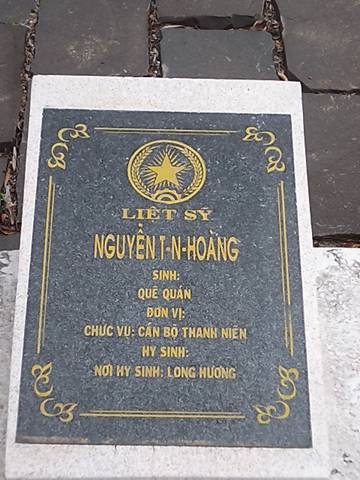 LIỆT SỸ
NGUYỄN T-N-HOÀNG
SINH:
QUÊ QUÁN
ĐƠN VỊ:
CHỨC VỤ: CÁN BỘ THANH NIÊN
HY SINH:
NƠI HY SINH: LONG HƯƠNG